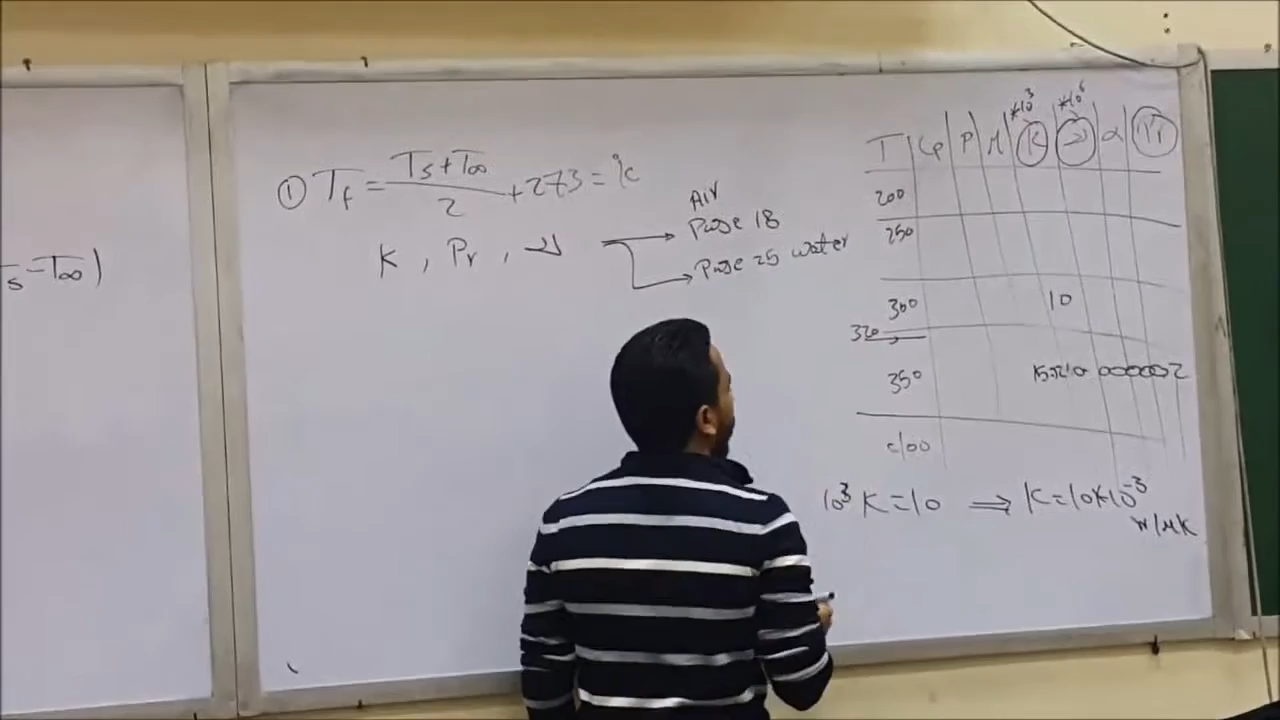 s - T∞)
① Tf = Ts + T∞ / 2 + 273 = °k
K , Pr , ν
Air
Page 18
Page 25 water
*10³ *10⁶
T | Cp | ρ | μ | K | ν | α | Pr
200
250
300 10
320
350
400
10³ K = 10 ⇒ K = 10*10⁻³
W/MK